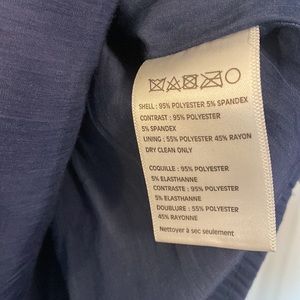 SHELL : 95% POLYESTER 5% SPANDEX
CONTRAST : 95% POLYESTER
5% SPANDEX
LINING : 55% POLYESTER 45% RAYON
DRY CLEAN ONLY
COQUILLE : 95% POLYESTER
5% ELASTHANNE
CONTRASTE : 95% POLYESTER
5% ELASTHANNE
DOUBLURE : 55% POLYESTER
45% RAYONNE
Nettoyer à sec seulement